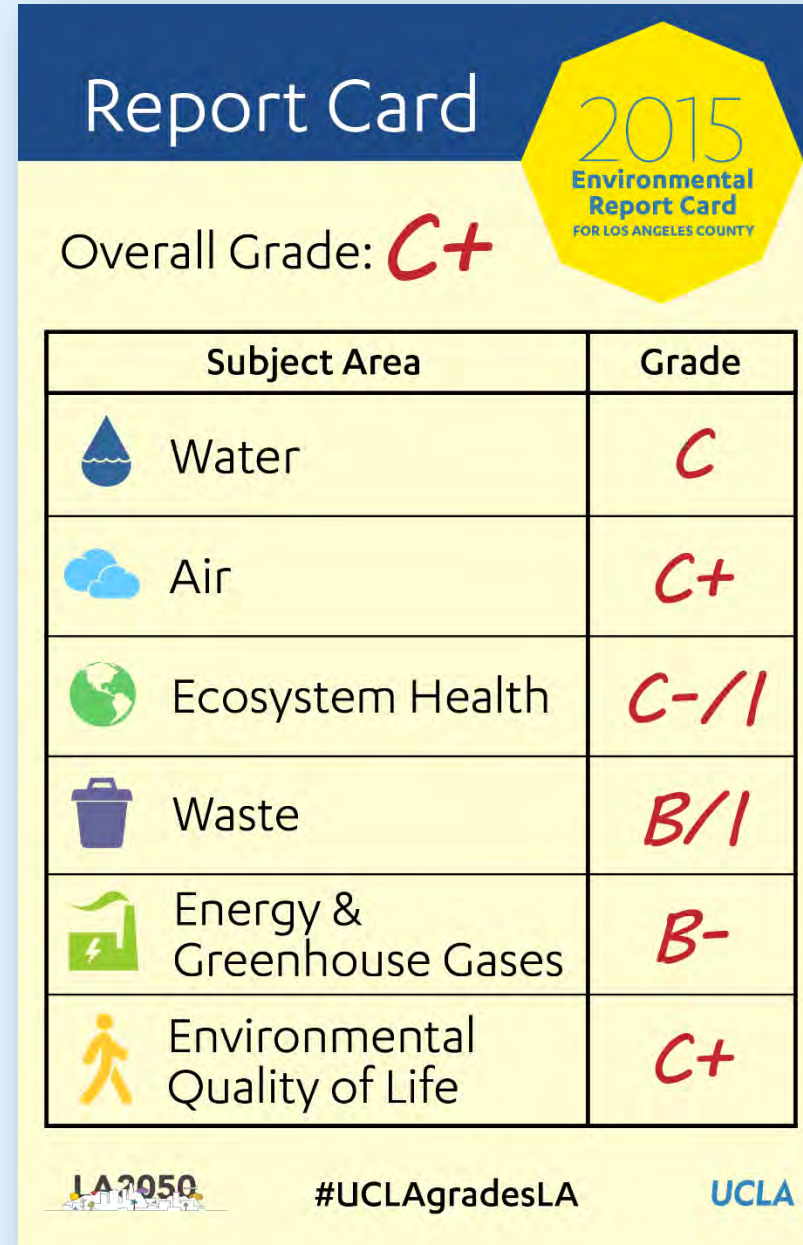 Report Card
2015
Environmental
Report Card
FOR LOS ANGELES COUNTY
Overall Grade: C+
Subject Area Grade
Water C
Air C+
Ecosystem Health C-/I
Waste B/I
Energy &
Greenhouse Gases B-
Environmental
Quality of Life C+
LA2050 #UCLAgradesLA UCLA